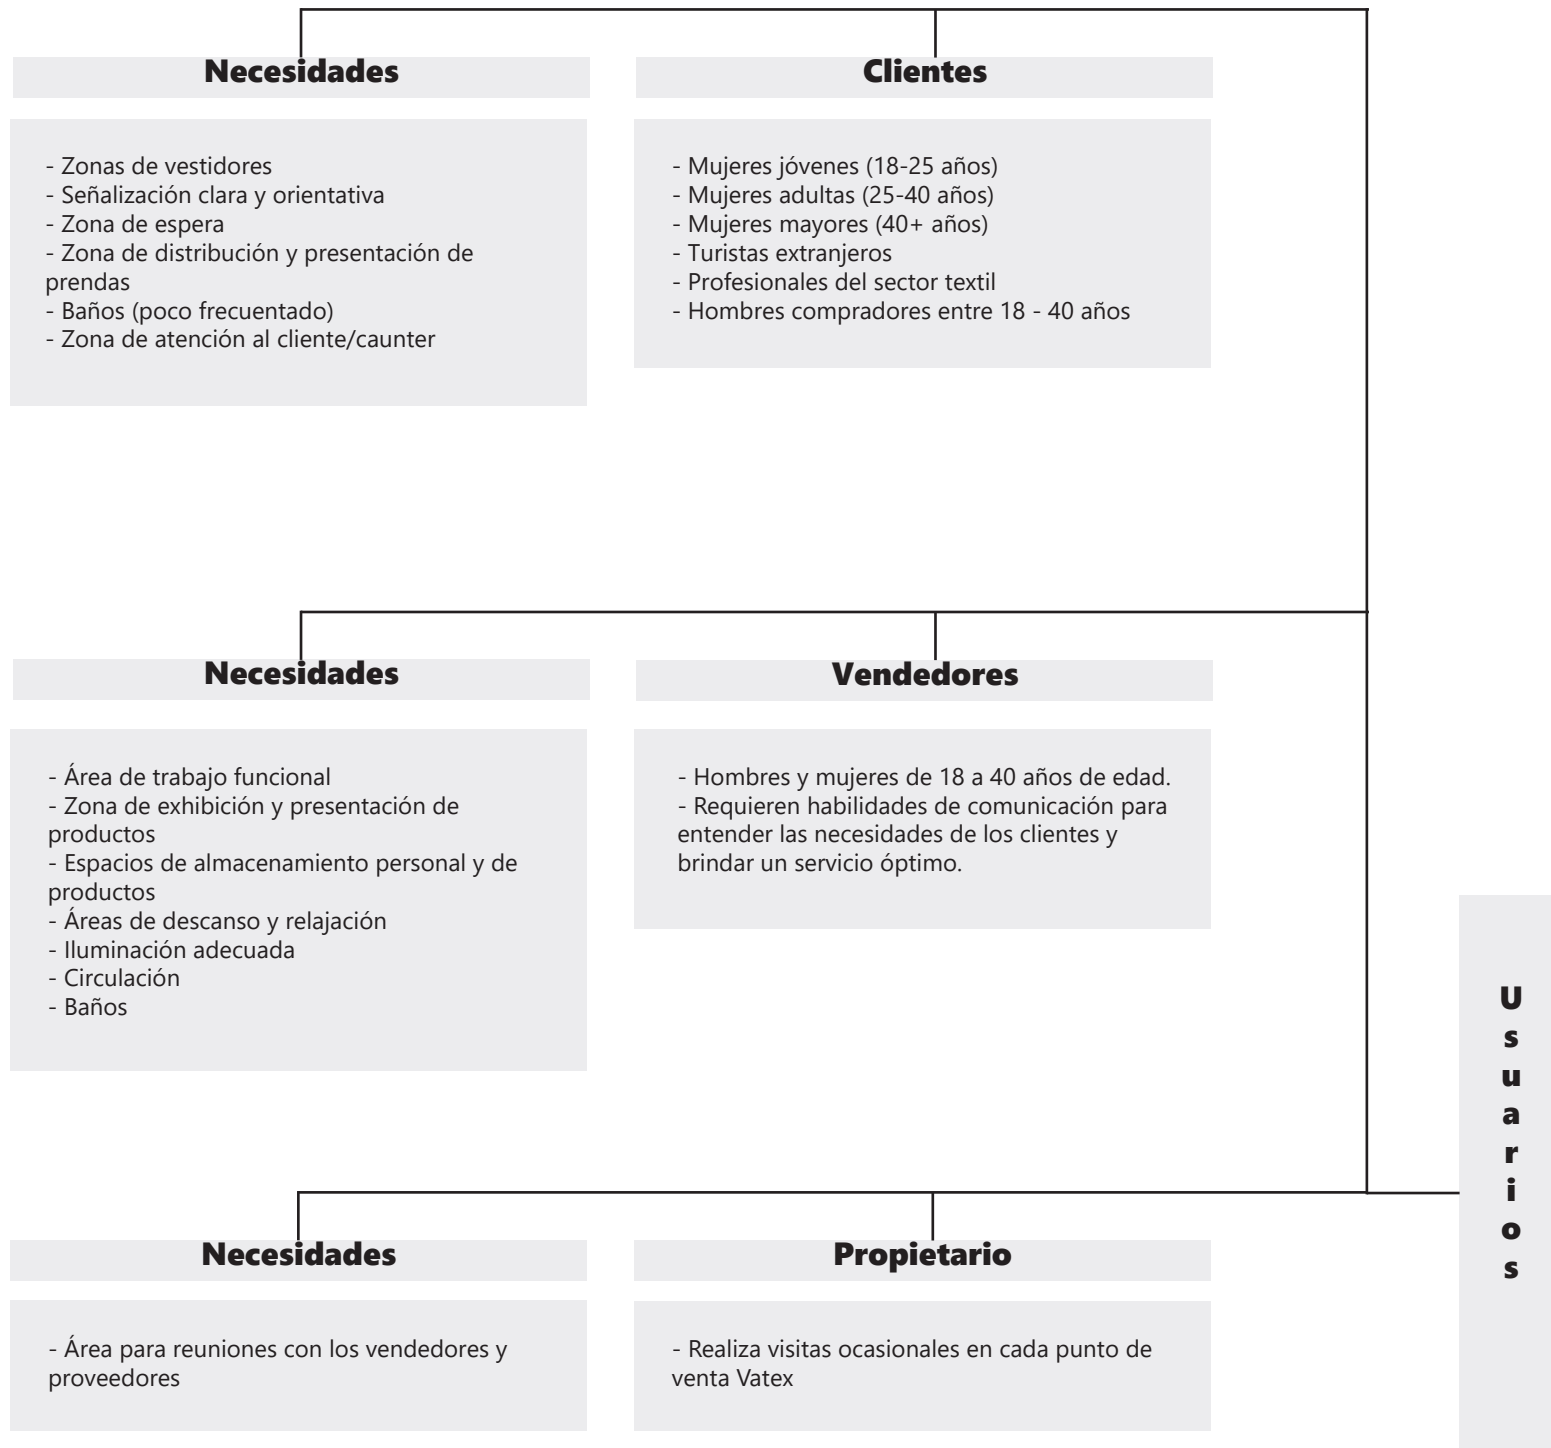 Necesidades
- Zonas de vestidores
- Señalización clara y orientativa
- Zona de espera
- Zona de distribución y presentación de
prendas
- Baños (poco frecuentado)
- Zona de atención al cliente/caunter
Clientes
- Mujeres jóvenes (18-25 años)
- Mujeres adultas (25-40 años)
- Mujeres mayores (40+ años)
- Turistas extranjeros
- Profesionales del sector textil
- Hombres compradores entre 18 - 40 años
Necesidades
- Área de trabajo funcional
- Zona de exhibición y presentación de
productos
- Espacios de almacenamiento personal y de
productos
- Áreas de descanso y relajación
- Iluminación adecuada
- Circulación
- Baños
Vendedores
- Hombres y mujeres de 18 a 40 años de edad.
- Requieren habilidades de comunicación para
entender las necesidades de los clientes y
brindar un servicio óptimo.
Necesidades
- Área para reuniones con los vendedores y
proveedores
Propietario
- Realiza visitas ocasionales en cada punto de
venta Vatex
Usuarios